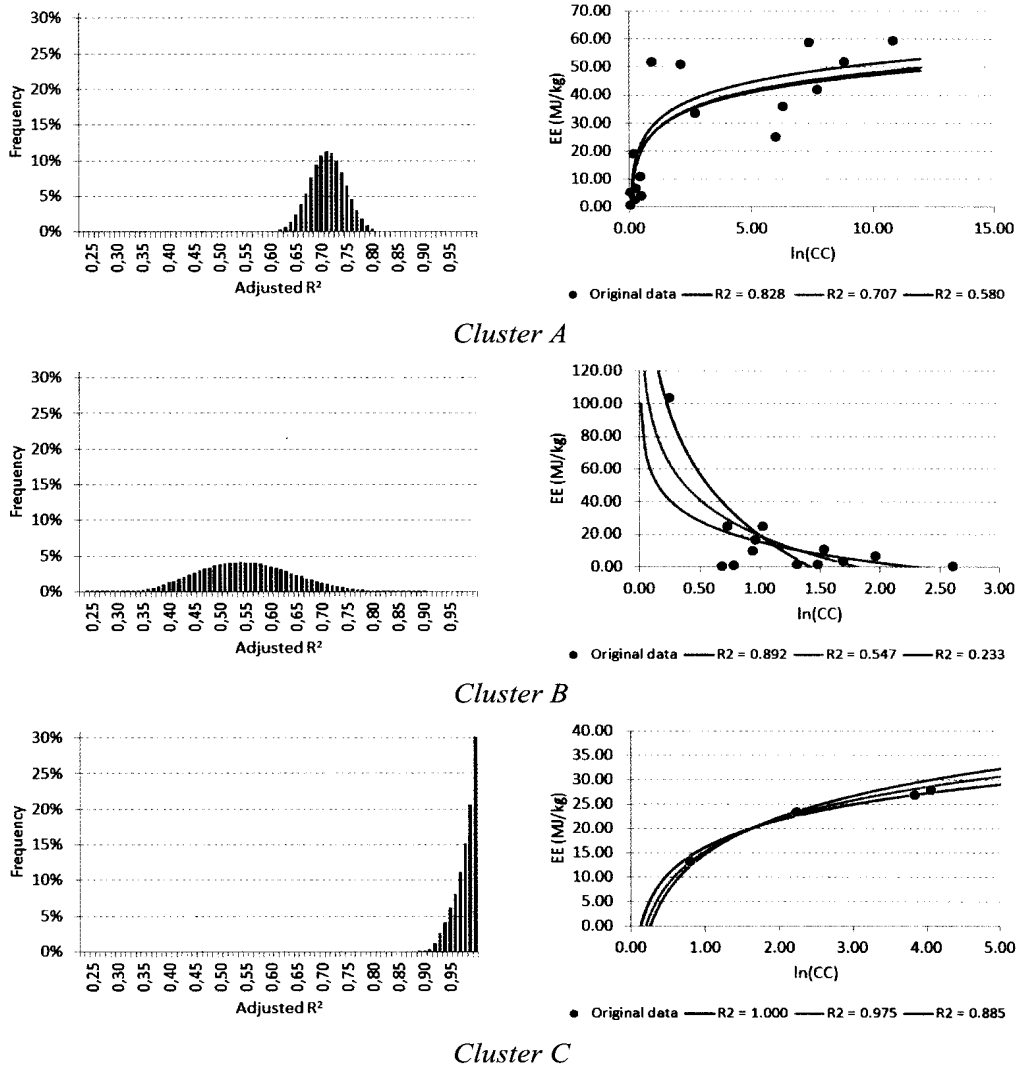 30%
25%
20%
15%
10%
5%
0%
Frequency
0,25 0,30 0,35 0,40 0,45 0,50 0,55 0,60 0,65 0,70 0,75 0,80 0,85 0,90 0,95
Adjusted R²
70.00
60.00
50.00
40.00
30.00
20.00
10.00
0.00
EE (MJ/kg)
0.00 5.00 10.00 15.00
ln(CC)
Original data R2 = 0.828 R2 = 0.707 R2 = 0.580
Cluster A
30%
25%
20%
15%
10%
5%
0%
Frequency
0,25 0,30 0,35 0,40 0,45 0,50 0,55 0,60 0,65 0,70 0,75 0,80 0,85 0,90 0,95
Adjusted R²
120.00
100.00
80.00
60.00
40.00
20.00
0.00
EE (MJ/kg)
0.00 1.00 2.00 3.00
ln(CC)
Original data R2 = 0.892 R2 = 0.547 R2 = 0.233
Cluster B
30%
25%
20%
15%
10%
5%
0%
Frequency
0,25 0,30 0,35 0,40 0,45 0,50 0,55 0,60 0,65 0,70 0,75 0,80 0,85 0,90 0,95
Adjusted R²
40.00
35.00
30.00
25.00
20.00
15.00
10.00
5.00
0.00
EE (MJ/kg)
0.00 1.00 2.00 3.00 4.00 5.00
ln(CC)
Original data R2 = 1.000 R2 = 0.975 R2 = 0.885
Cluster C